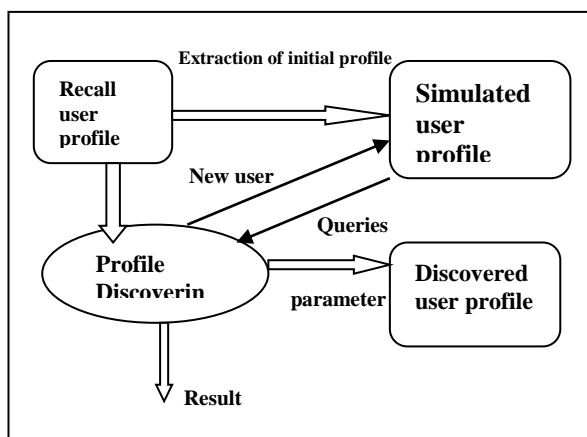 Extraction of initial profile
Recall
user
profile
Simulated
user
profile
New user
Queries
Profile
Discoverin
parameter
Discovered
user profile
Result